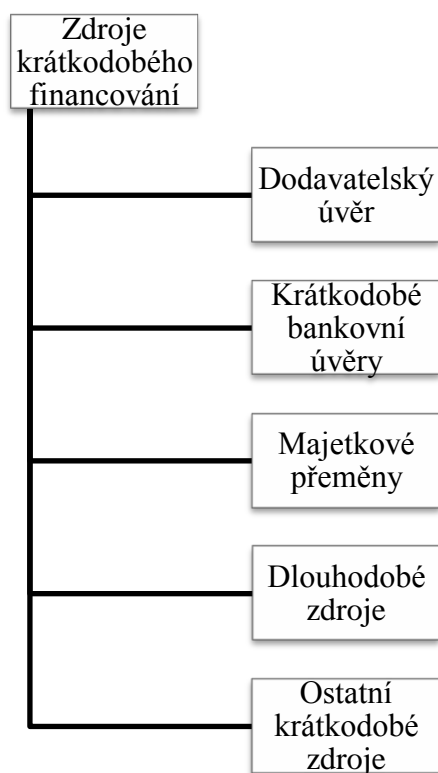 Zdroje
krátkodobého
financování
Dodavatelský
úvěr
Krátkodobé
bankovní
úvěry
Majetkové
přeměny
Dlouhodobé
zdroje
Ostatní
krátkodobé
zdroje